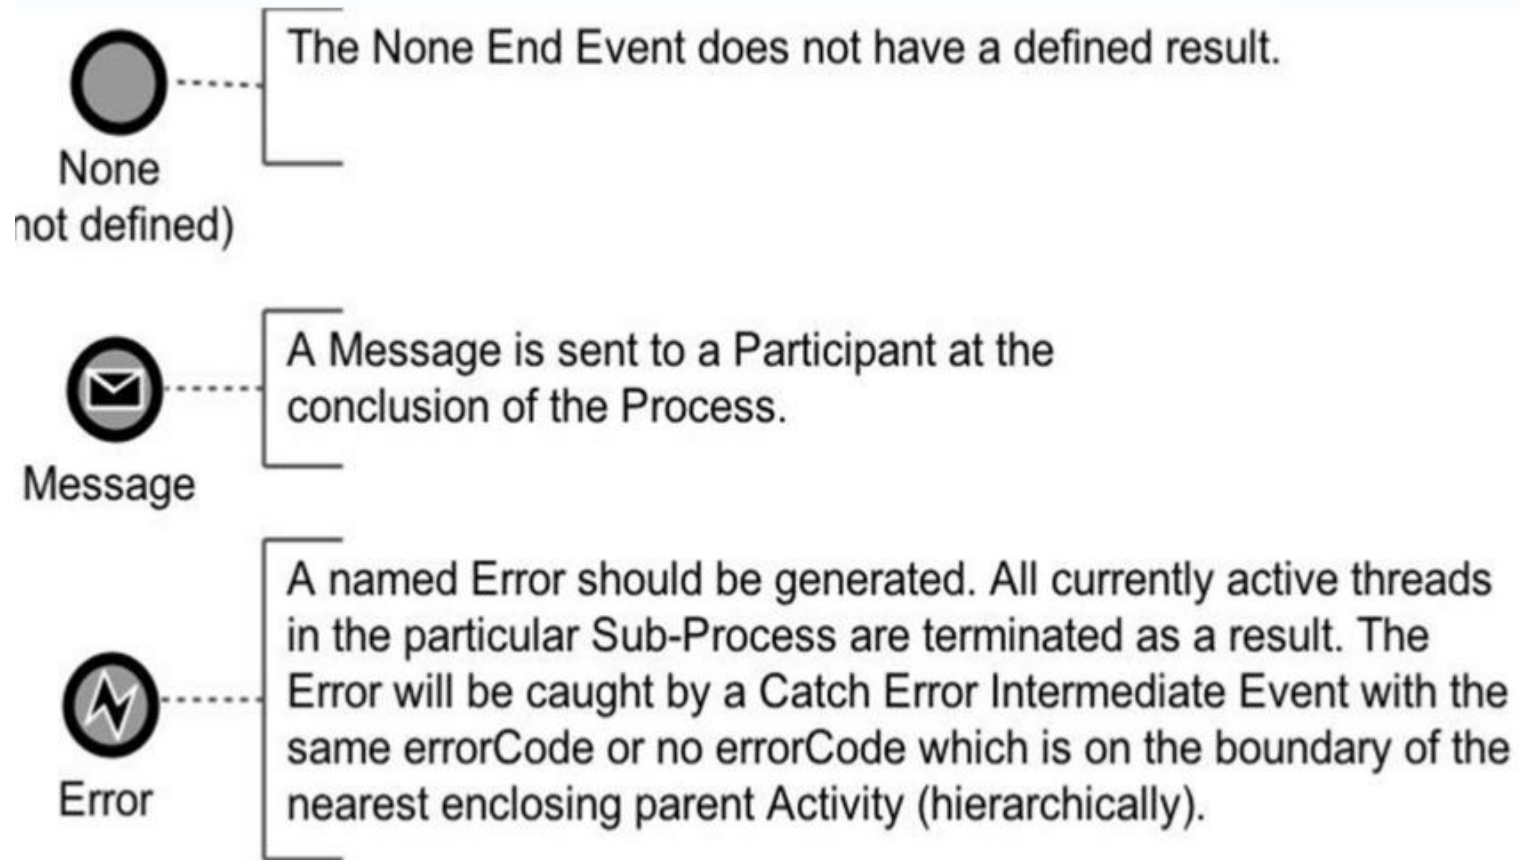 The None End Event does not have a defined result.
None
not defined)
A Message is sent to a Participant at the
conclusion of the Process.
Message
A named Error should be generated. All currently active threads
in the particular Sub-Process are terminated as a result. The
Error will be caught by a Catch Error Intermediate Event with the
same errorCode or no errorCode which is on the boundary of the
nearest enclosing parent Activity (hierarchically).
Error